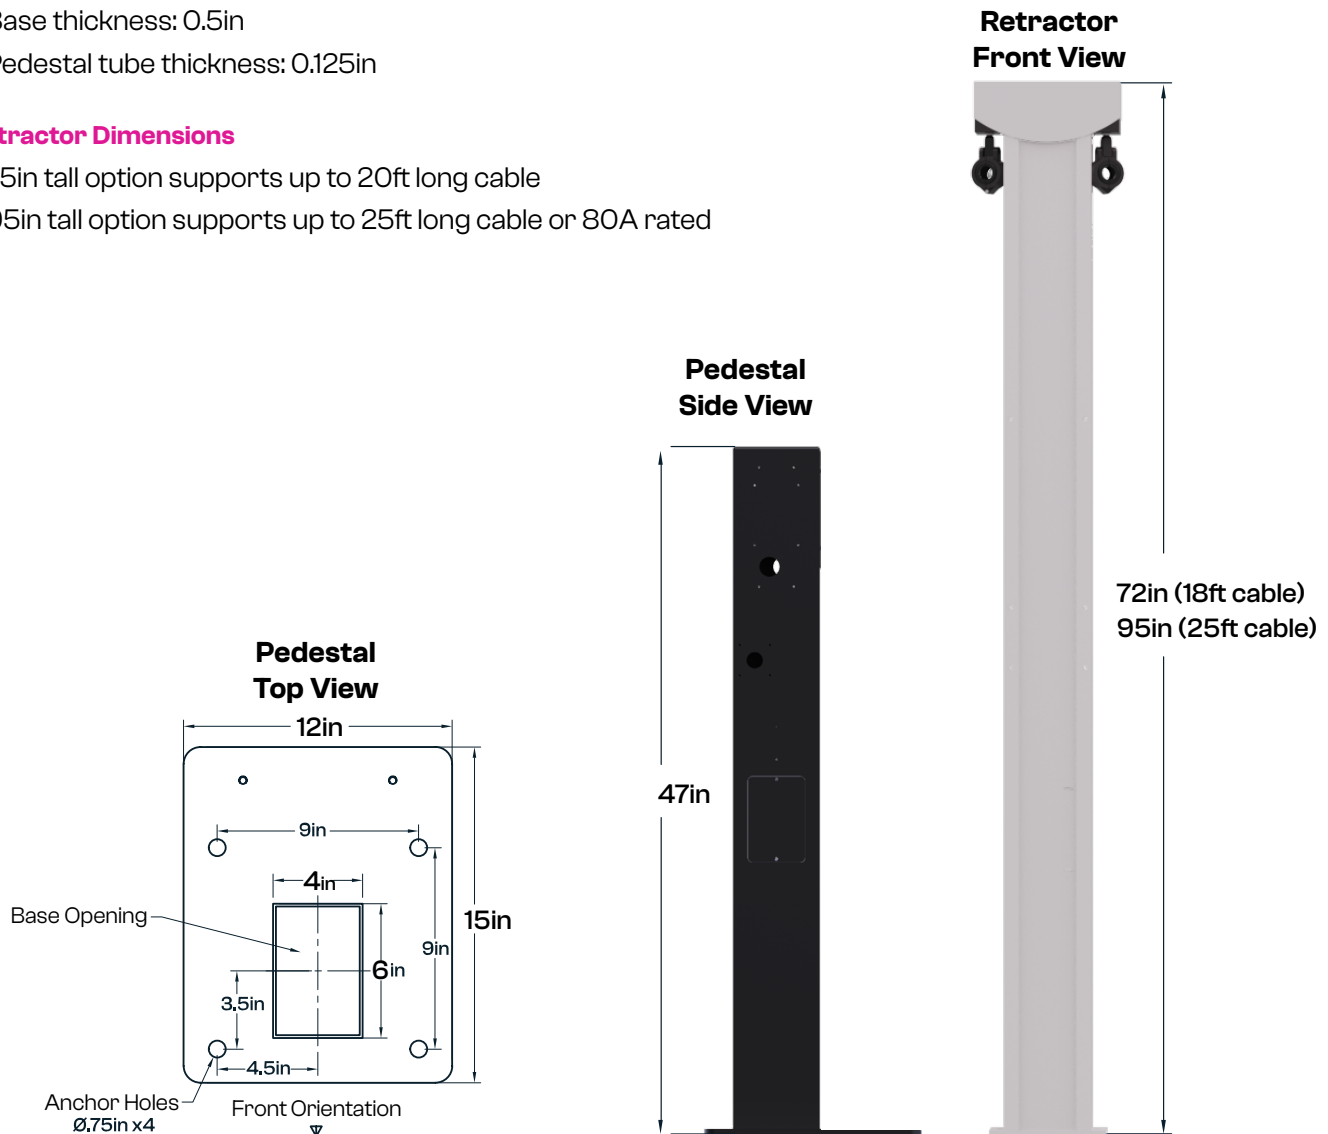 Base thickness: 0.5in
Pedestal tube thickness: 0.125in
tractor Dimensions
5in tall option supports up to 20ft long cable
95in tall option supports up to 25ft long cable or 80A rated
Retractor
Front View
Pedestal
Side View
72in (18ft cable)
95in (25ft cable)
47in
Pedestal
Top View
12in
9in
4in
Base Opening
15in
9in
6in
3.5in
4.5in
Anchor Holes
Ø.75in x4
Front Orientation